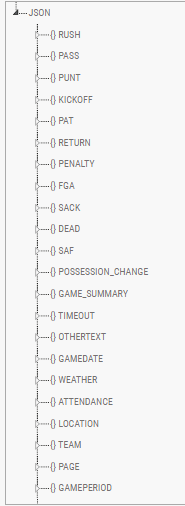 JSON
{} RUSH
{} PASS
{} PUNT
{} KICKOFF
{} PAT
{} RETURN
{} PENALTY
{} FGA
{} SACK
{} DEAD
{} SAF
{} POSSESSION_CHANGE
{} GAME_SUMMARY
{} TIMEOUT
{} OTHERTEXT
{} GAMEDATE
{} WEATHER
{} ATTENDANCE
{} LOCATION
{} TEAM
{} PAGE
{} GAMEPERIOD